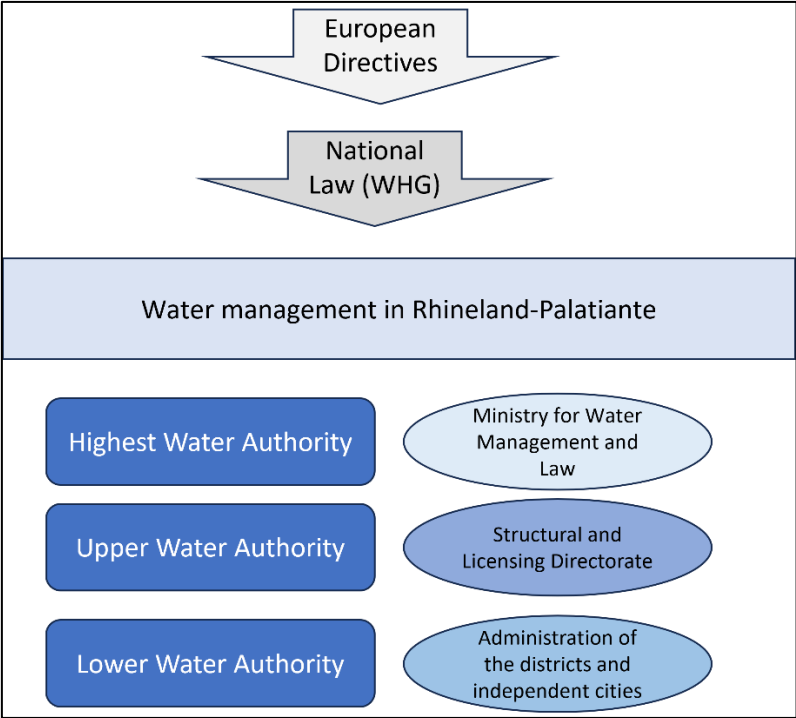 European
Directives
National
Law (WHG)
Water management in Rhineland-Palatiante
Highest Water Authority
Ministry for Water
Management and
Law
Upper Water Authority
Structural and
Licensing Directorate
Lower Water Authority
Administration of
the districts and
independent cities